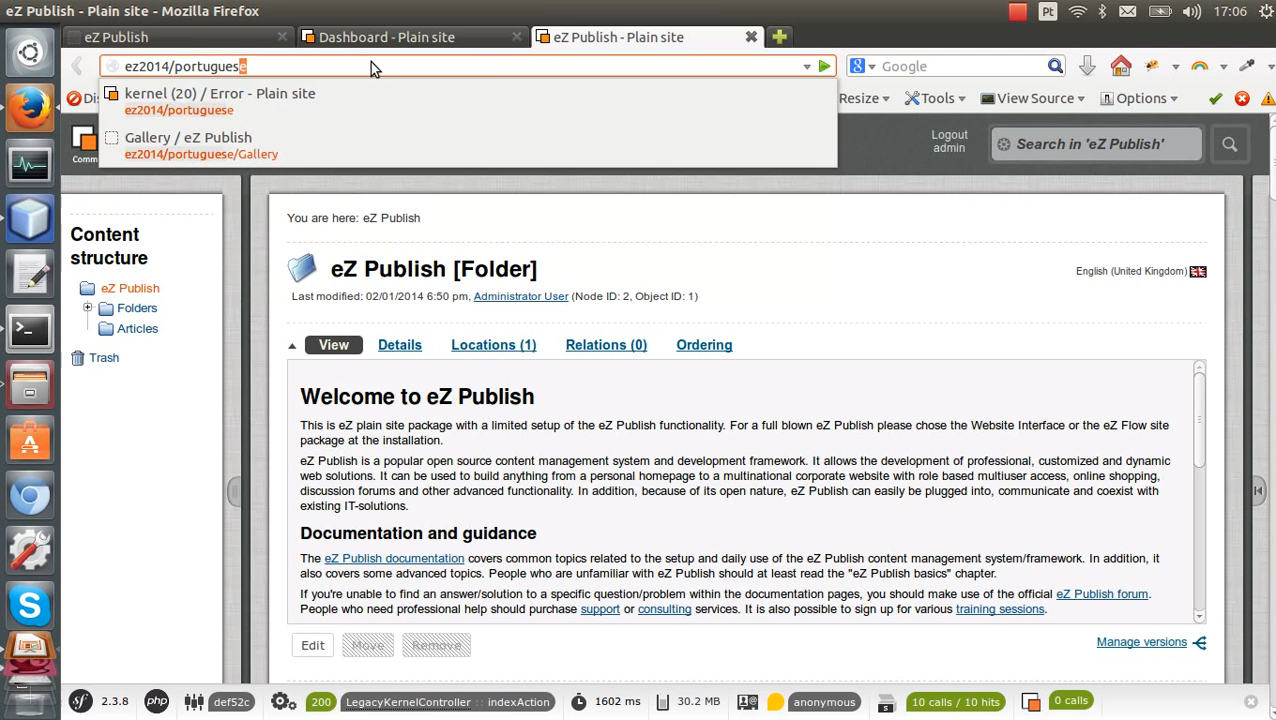 eZ Publish - Plain site - Mozilla Firefox
Pt
17:06
eZ Publish
Dashboard - Plain site
eZ Publish - Plain site
ez2014/portuguese
Google
kernel (20) / Error - Plain site
ez2014/portuguese
Gallery / eZ Publish
ez2014/portuguese/Gallery
Di
Resize
Tools
View Source
Options
Comm
Logout
admin
Search in 'eZ Publish'
Content
structure
eZ Publish
Folders
Articles
Trash
You are here: eZ Publish
eZ Publish [Folder]
English (United Kingdom)
Last modified: 02/01/2014 6:50 pm, Administrator User (Node ID: 2, Object ID: 1)
View
Details
Locations (1)
Relations (0)
Ordering
Welcome to eZ Publish
This is eZ plain site package with a limited setup of the eZ Publish functionality. For a full blown eZ Publish please chose the Website Interface or the eZ Flow site
package at the installation.
eZ Publish is a popular open source content management system and development framework. It allows the development of professional, customized and dynamic
web solutions. It can be used to build anything from a personal homepage to a multinational corporate website with role based multiuser access, online shopping,
discussion forums and other advanced functionality. In addition, because of its open nature, eZ Publish can easily be plugged into, communicate and coexist with
existing IT-solutions.
Documentation and guidance
The eZ Publish documentation covers common topics related to the setup and daily use of the eZ Publish content management system/framework. In addition, it
also covers some advanced topics. People who are unfamiliar with eZ Publish should at least read the "eZ Publish basics" chapter.
If you're unable to find an answer/solution to a specific question/problem within the documentation pages, you should make use of the official eZ Publish forum.
People who need professional help should purchase support or consulting services. It is also possible to sign up for various training sessions.
Edit
Move
Remove
Manage versions
sf 2.3.8
php
def52c
200
LegacyKernelController :: indexAction
1602 ms
30.2 MB
anonymous
10 calls / 10 hits
0 calls